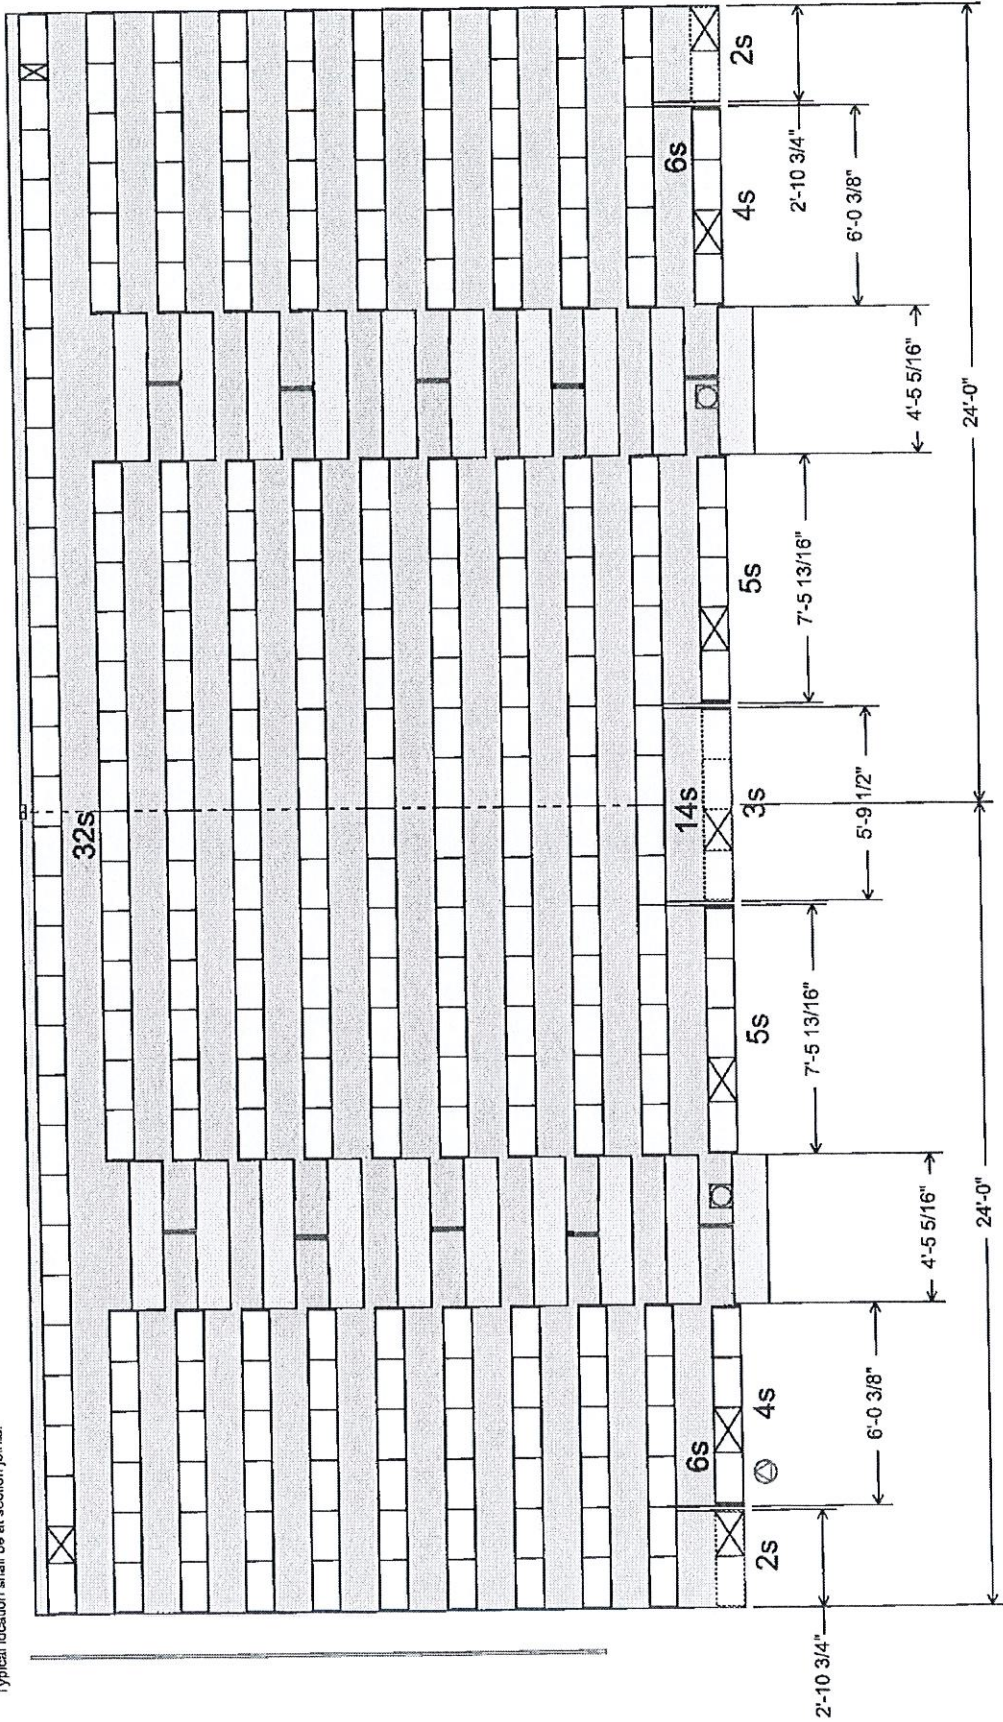 Typical location shall be at section joints.
32s
6s
14s
6s
2s
4s
5s
3s
5s
4s
2s
2'-10 3/4"
6'-0 3/8"
4'-5 5/16"
7'-5 13/16"
5'-9 1/2"
7'-5 13/16"
4'-5 5/16"
6'-0 3/8"
2'-10 3/4"
24'-0"
24'-0"